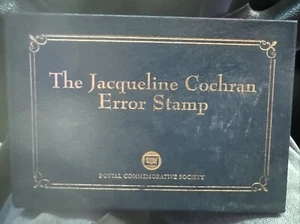 The Jacqueline Cochran
Error Stamp
POSTAL COMMEMORATIVE SOCIETY